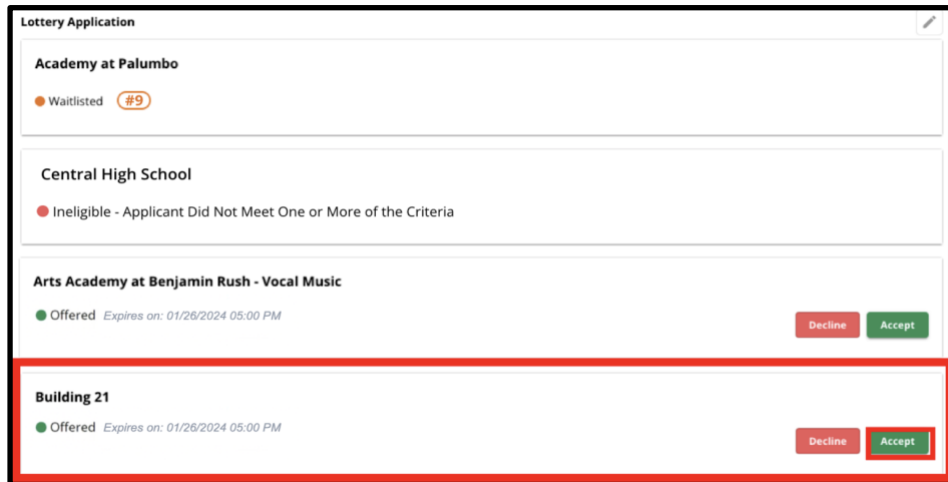 Lottery Application
Academy at Palumbo
Waitlisted #9
Central High School
Ineligible - Applicant Did Not Meet One or More of the Criteria
Arts Academy at Benjamin Rush - Vocal Music
Offered Expires on: 01/26/2024 05:00 PM
Decline Accept
Building 21
Offered Expires on: 01/26/2024 05:00 PM
Decline Accept